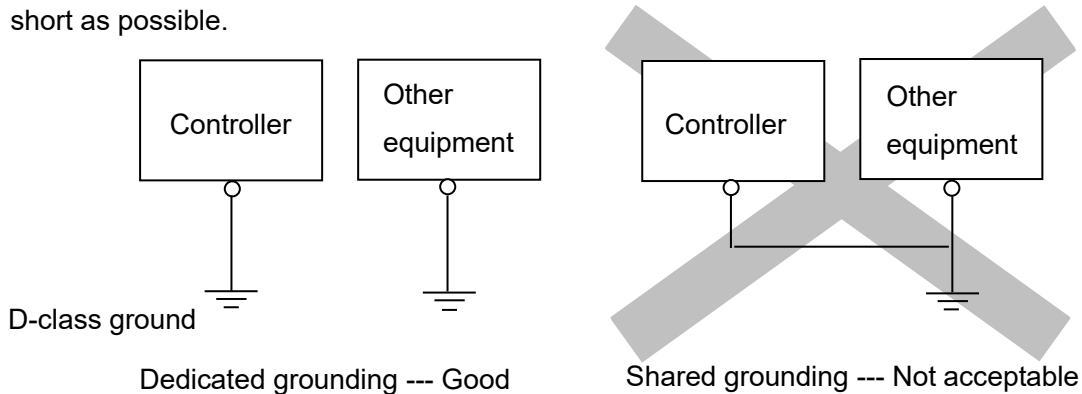 short as possible.
Controller
Other
equipment
Controller
Other
equipment
D-class ground
Dedicated grounding --- Good
Shared grounding --- Not acceptable